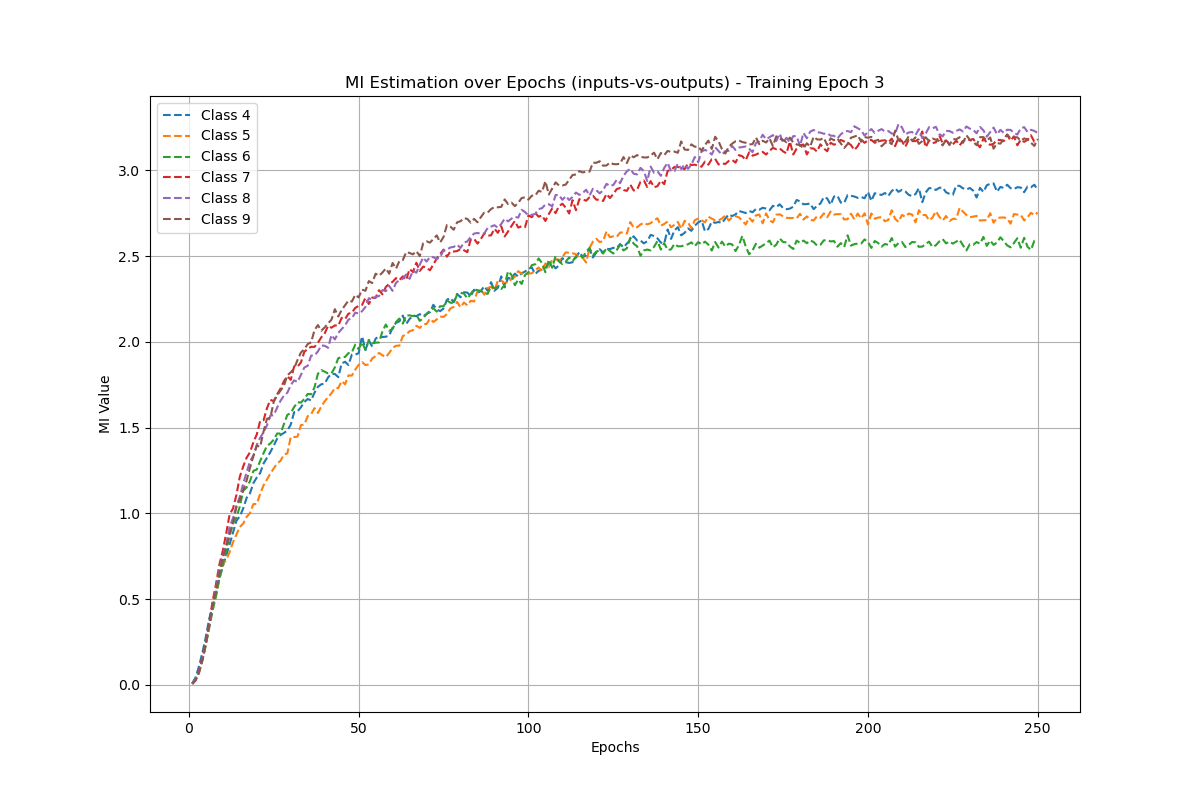 MI Estimation over Epochs (inputs-vs-outputs) - Training Epoch 3
Class 4
Class 5
Class 6
Class 7
Class 8
Class 9
MI Value
3.0
2.5
2.0
1.5
1.0
0.5
0.0
0
50
100
150
200
250
Epochs